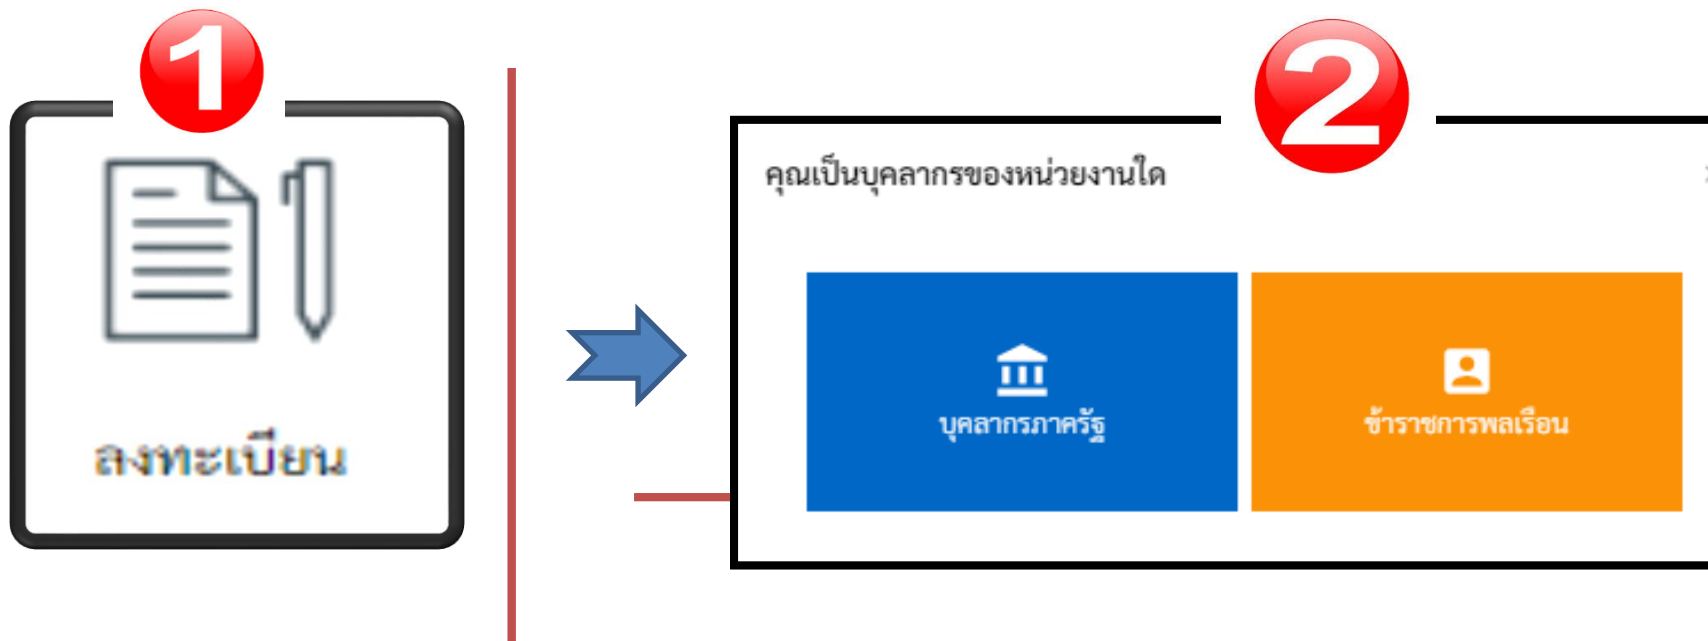 1
ลงทะเบียน
2
คุณเป็นบุคลากรของหน่วยงานใด
บุคลากรภาครัฐ
ข้าราชการพลเรือน